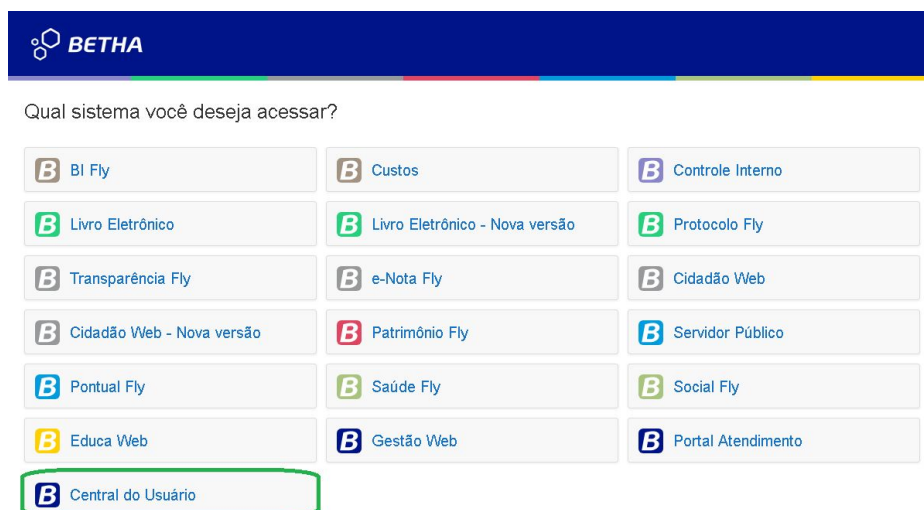 BETHA
Qual sistema você deseja acessar?
B BI Fly
B Custos
B Controle Interno
B Livro Eletrônico
B Livro Eletrônico - Nova versão
B Protocolo Fly
B Transparência Fly
B e-Nota Fly
B Cidadão Web
B Cidadão Web - Nova versão
B Patrimônio Fly
B Servidor Público
B Pontual Fly
B Saúde Fly
B Social Fly
B Educa Web
B Gestão Web
B Portal Atendimento
B Central do Usuário